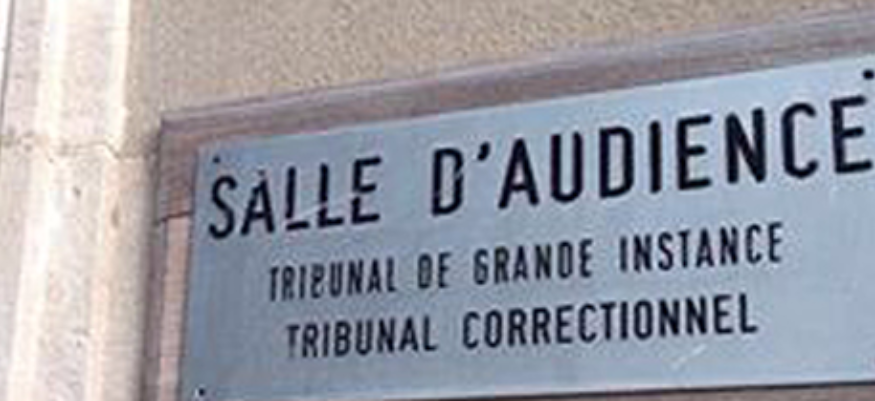 SALLE D'AUDIENCE
TRIBUNAL DE GRANDE INSTANCE
TRIBUNAL CORRECTIONNEL